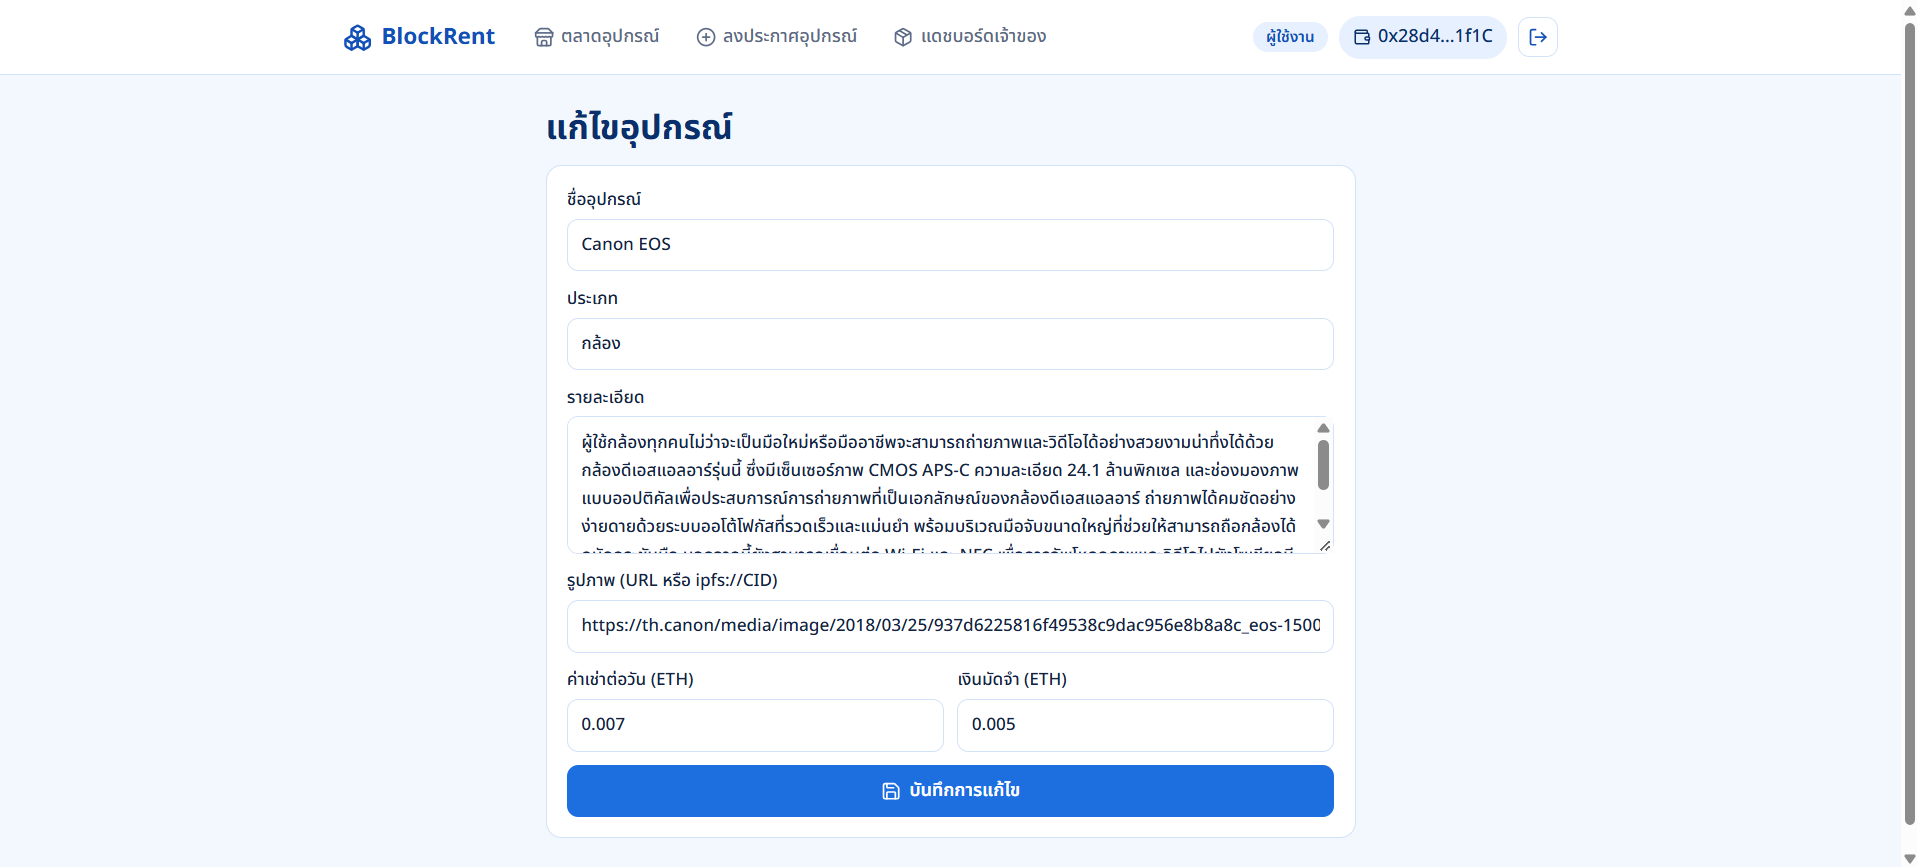 BlockRent
ตลาดอุปกรณ์
ลงประกาศอุปกรณ์
แดชบอร์ดเจ้าของ
ผู้ใช้งาน
0x28d4...1f1C
แก้ไขอุปกรณ์
ชื่ออุปกรณ์
Canon EOS
ประเภท
กล้อง
รายละเอียด
ผู้ใช้กล้องทุกคนไม่ว่าจะเป็นมือใหม่หรือมืออาชีพจะสามารถถ่ายภาพและวิดีโอได้อย่างสวยงามน่าทึ่งได้ด้วย
กล้องดีเอสแอลอาร์รุ่นนี้ ซึ่งมีเซ็นเซอร์ภาพ CMOS APS-C ความละเอียด 24.1 ล้านพิกเซล และช่องมองภาพ
แบบออปติคัลเพื่อประสบการณ์การถ่ายภาพที่เป็นเอกลักษณ์ของกล้องดีเอสแอลอาร์ ถ่ายภาพได้คมชัดอย่าง
ง่ายดายด้วยระบบออโต้โฟกัสที่รวดเร็วและแม่นยำ พร้อมบริเวณมือจับขนาดใหญ่ที่ช่วยให้สามารถถือกล้องได้
รูปภาพ (URL หรือ ipfs://CID)
https://th.canon/media/image/2018/03/25/937d6225816f49538c9dac956e8b8a8c_eos-1500
ค่าเช่าต่อวัน (ETH)
เงินมัดจำ (ETH)
0.007
0.005
บันทึกการแก้ไข